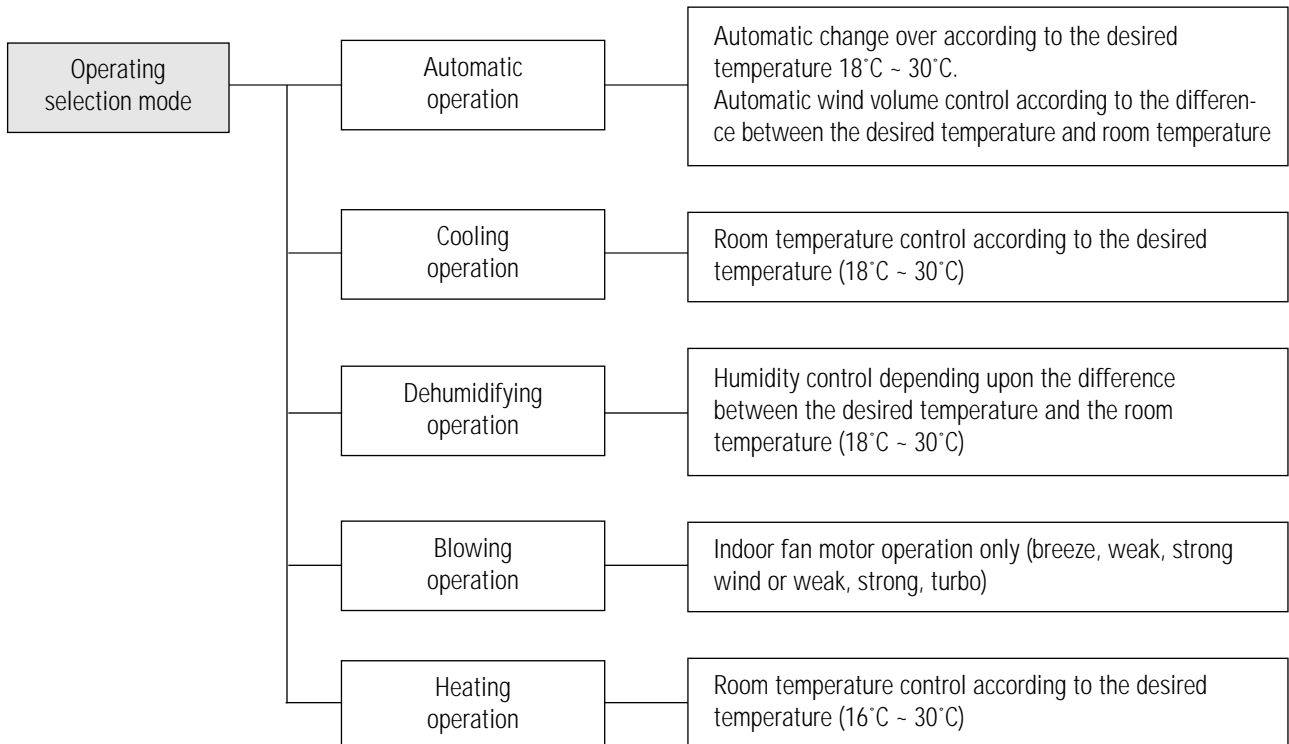 Operating
selection mode
Automatic
operation
Automatic change over according to the desired
temperature 18˚C ~ 30˚C.
Automatic wind volume control according to the differen-
ce between the desired temperature and room temperature
Cooling
operation
Room temperature control according to the desired
temperature (18˚C ~ 30˚C)
Dehumidifying
operation
Humidity control depending upon the difference
between the desired temperature and the room
temperature (18˚C ~ 30˚C)
Blowing
operation
Indoor fan motor operation only (breeze, weak, strong
wind or weak, strong, turbo)
Heating
operation
Room temperature control according to the desired
temperature (16˚C ~ 30˚C)